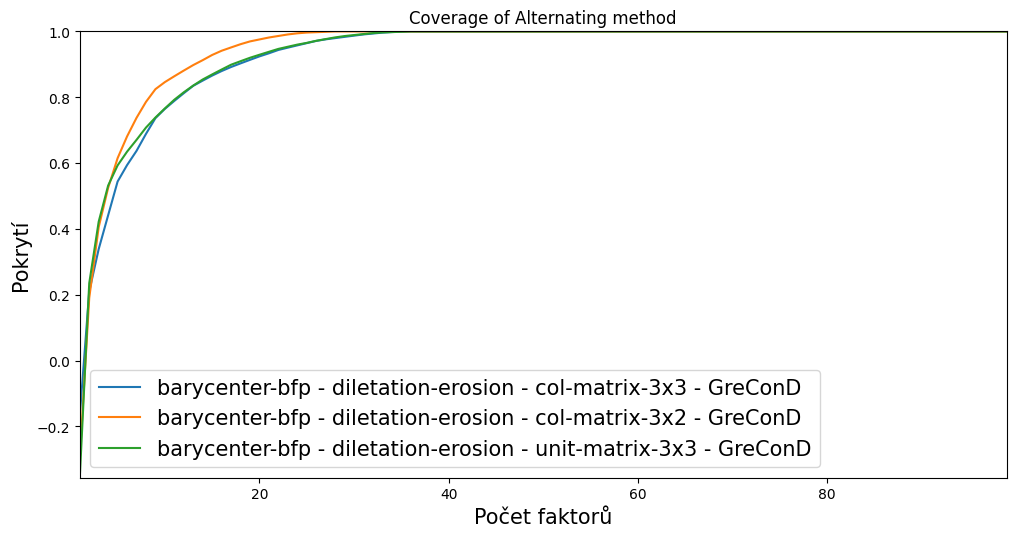 Coverage of Alternating method
1.0
0.8
0.6
0.4
0.2
0.0
−0.2
Pokrytí
barycenter-bfp - diletation-erosion - col-matrix-3x3 - GreConD
barycenter-bfp - diletation-erosion - col-matrix-3x2 - GreConD
barycenter-bfp - diletation-erosion - unit-matrix-3x3 - GreConD
20 40 60 80
Počet faktorů